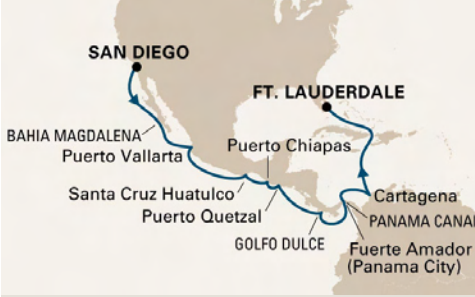 SAN DIEGO
FT. LAUDERDALE
BAHIA MAGDALENA
Puerto Vallarta
Puerto Chiapas
Santa Cruz Huatulco
Puerto Quetzal
GOLFO DULCE
Cartagena
PANAMA CANA
Fuerte Amador
(Panama City)